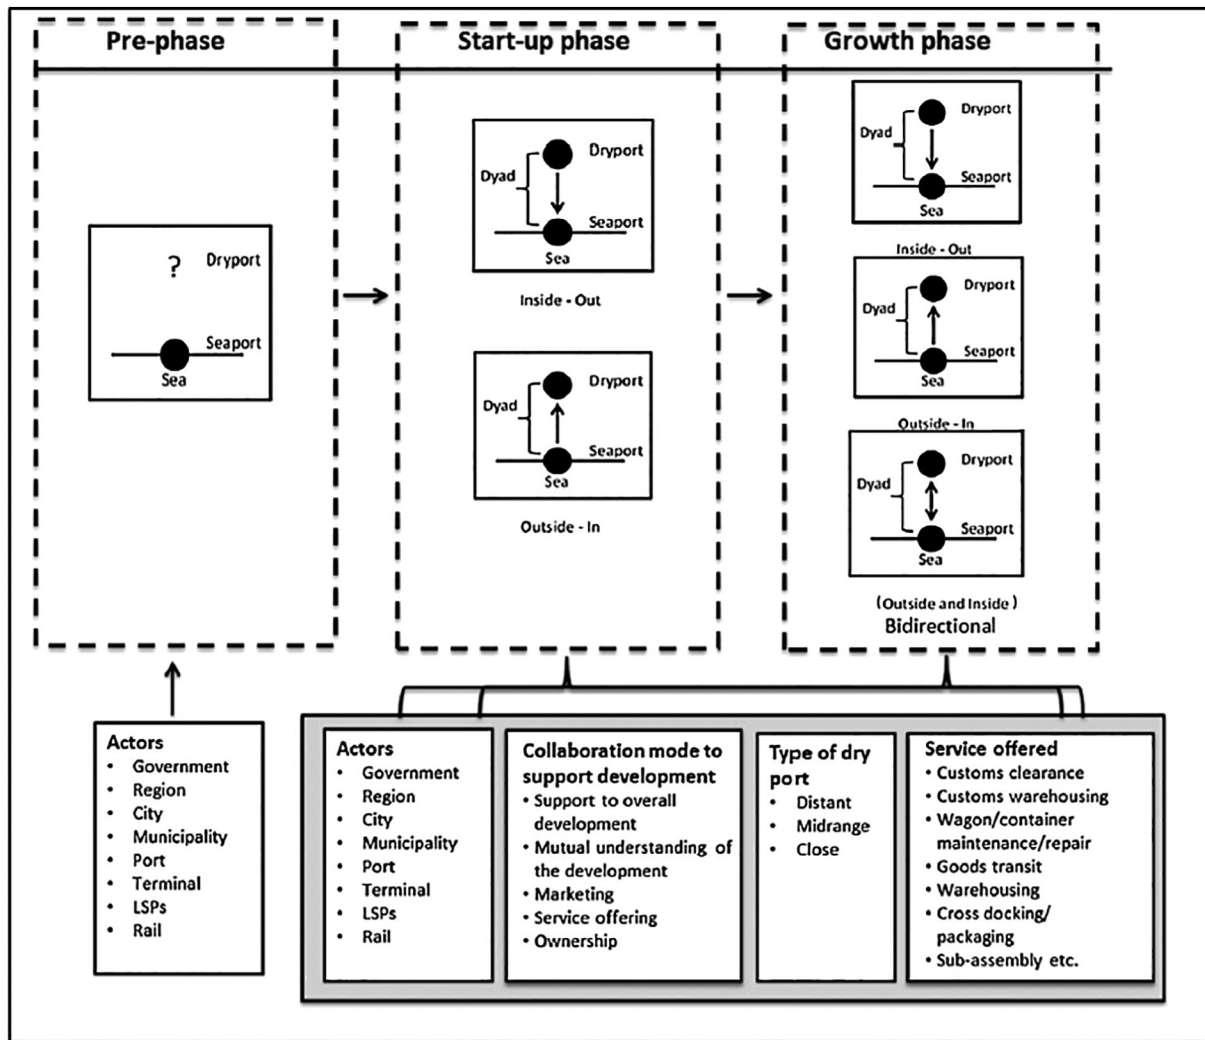 Pre-phase
Start-up phase
Growth phase
?
Dryport
Seaport
Sea
Dyad
Dryport
Seaport
Sea
Inside - Out
Dyad
Dryport
Seaport
Sea
Outside - In
Dyad
Dryport
Seaport
Sea
Inside - Out
Dyad
Dryport
Seaport
Sea
Outside - In
Dyad
Dryport
Seaport
Sea
(Outside and Inside)
Bidirectional
Actors
• Government
• Region
• City
• Municipality
• Port
• Terminal
• LSPs
• Rail
Actors
• Government
• Region
• City
• Municipality
• Port
• Terminal
• LSPs
• Rail
Collaboration mode to
support development
• Support to overall
development
• Mutual understanding of
the development
• Marketing
• Service offering
• Ownership
Type of dry
port
• Distant
• Midrange
• Close
Service offered
• Customs clearance
• Customs warehousing
• Wagon/container
maintenance/repair
• Goods transit
• Warehousing
• Cross docking/
packaging
• Sub-assembly etc.